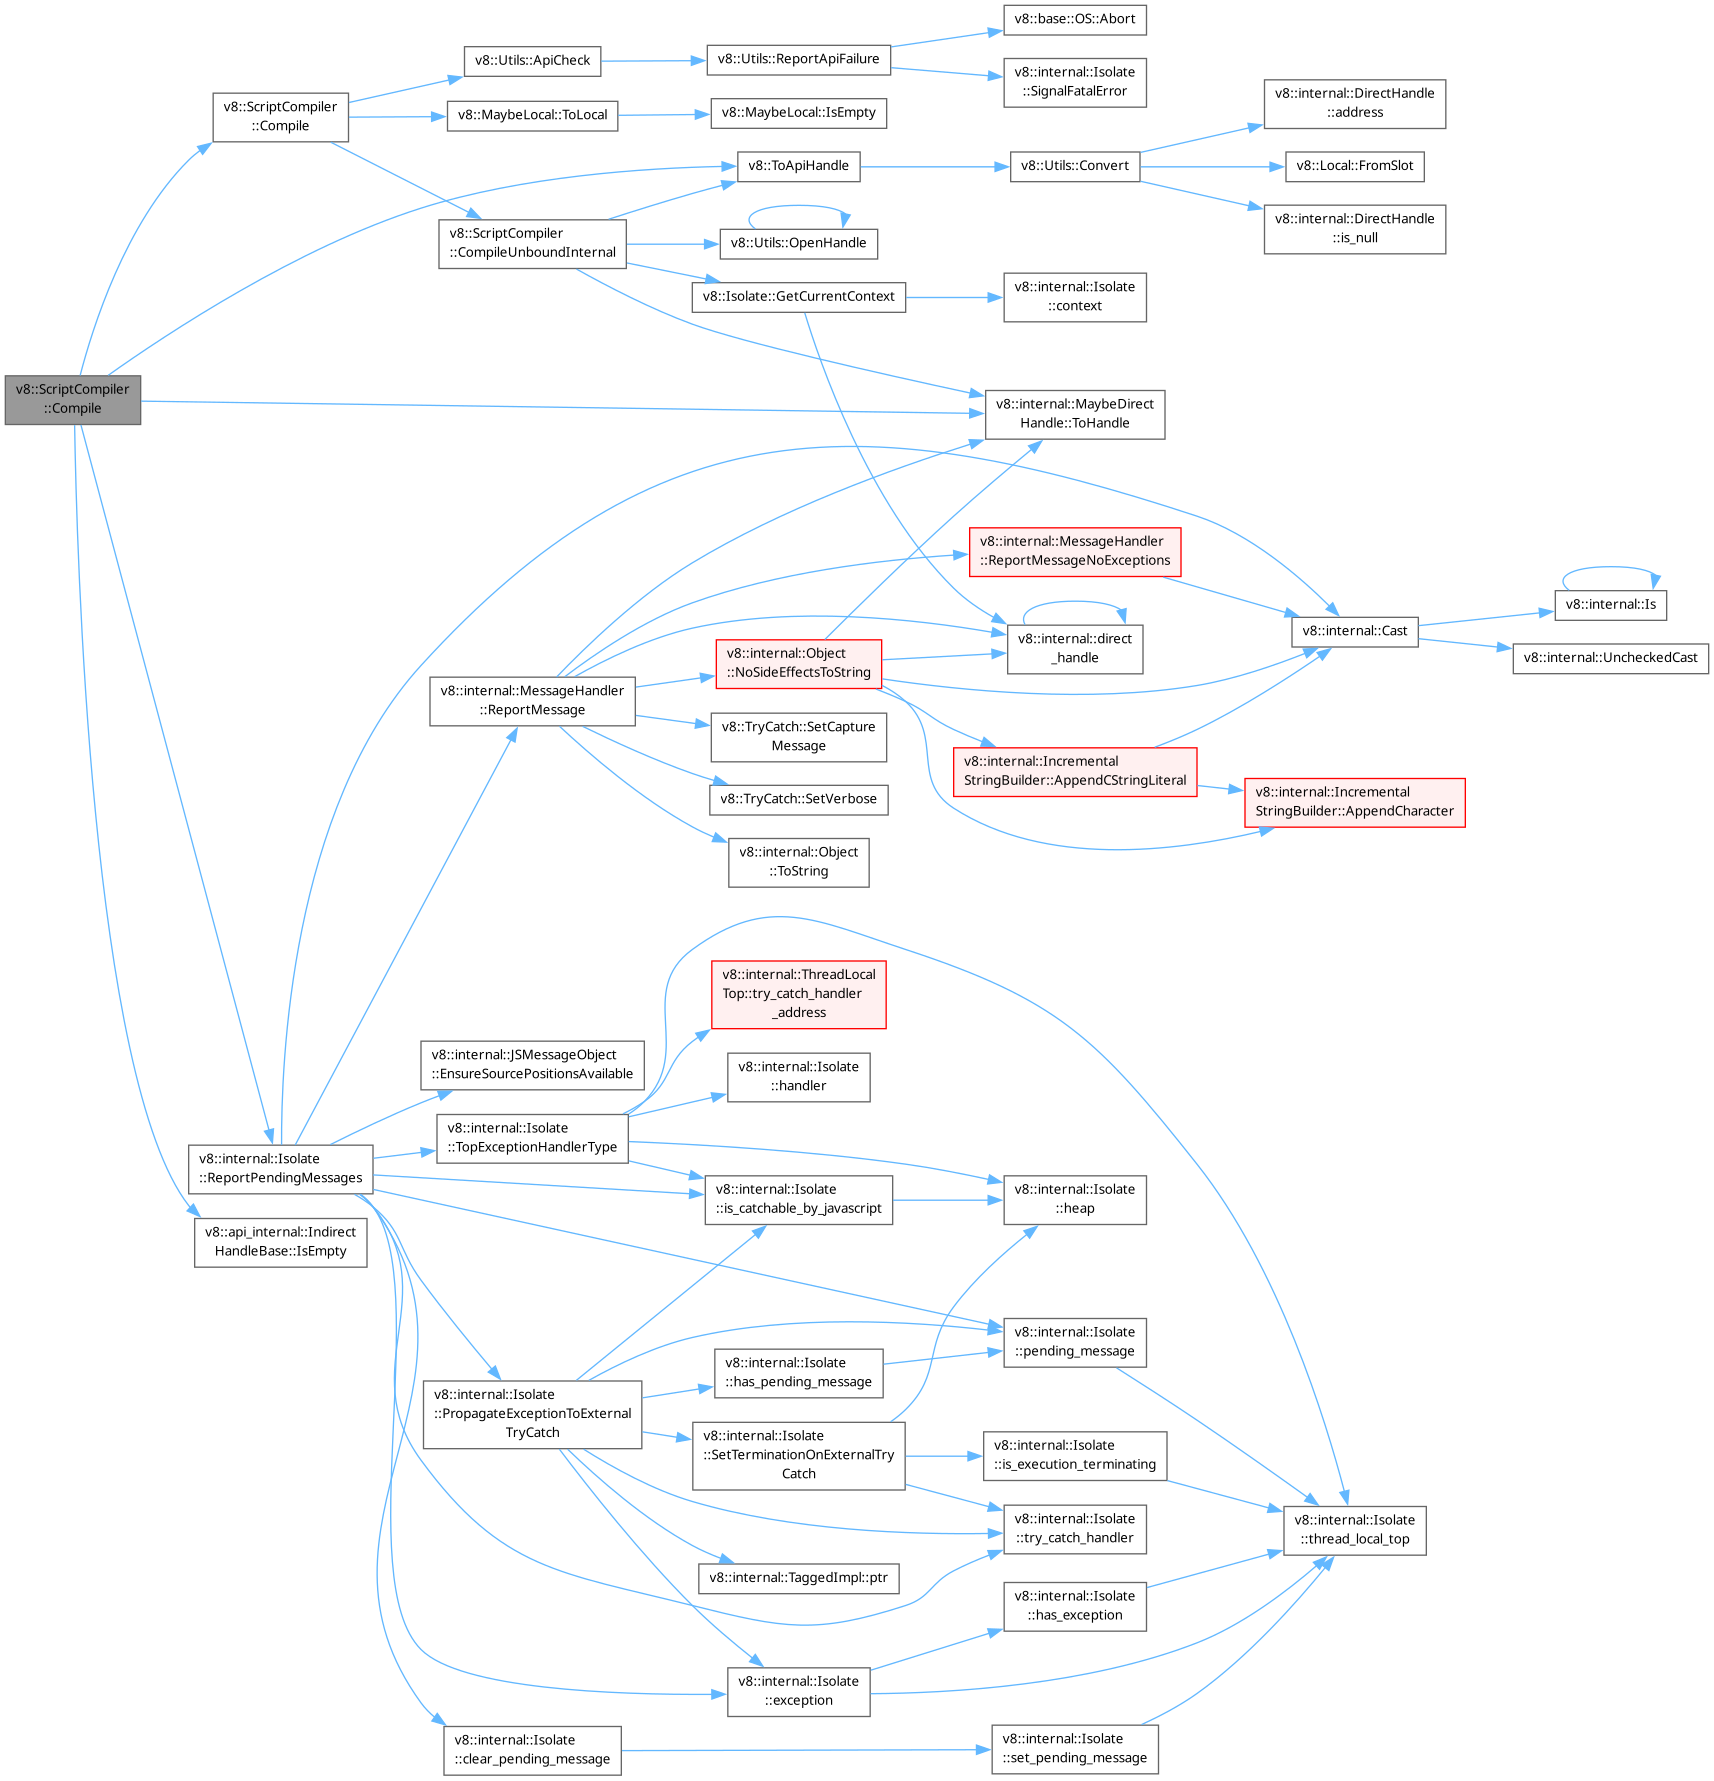 v8::ScriptCompiler
::Compile
v8::ScriptCompiler
::Compile
v8::Utils::ApiCheck
v8::Utils::ReportApiFailure
v8::base::OS::Abort
v8::internal::Isolate
::SignalFatalError
v8::MaybeLocal::ToLocal
v8::MaybeLocal::IsEmpty
v8::ScriptCompiler
::CompileUnboundInternal
v8::ToApiHandle
v8::Utils::Convert
v8::internal::DirectHandle
::address
v8::Local::FromSlot
v8::internal::DirectHandle
::is_null
v8::Utils::OpenHandle
v8::Isolate::GetCurrentContext
v8::internal::Isolate
::context
v8::internal::MaybeDirect
Handle::ToHandle
v8::internal::MessageHandler
::ReportMessageNoExceptions
v8::internal::direct
_handle
v8::internal::Cast
v8::internal::Is
v8::internal::UncheckedCast
v8::internal::MessageHandler
::ReportMessage
v8::internal::Object
::NoSideEffectsToString
v8::TryCatch::SetCapture
Message
v8::TryCatch::SetVerbose
v8::internal::Object
::ToString
v8::internal::Incremental
StringBuilder::AppendCStringLiteral
v8::internal::Incremental
StringBuilder::AppendCharacter
v8::internal::ThreadLocal
Top::try_catch_handler
_address
v8::internal::JSMessageObject
::EnsureSourcePositionsAvailable
v8::internal::Isolate
::handler
v8::internal::Isolate
::TopExceptionHandlerType
v8::internal::Isolate
::ReportPendingMessages
v8::internal::Isolate
::is_catchable_by_javascript
v8::internal::Isolate
::heap
v8::api_internal::Indirect
HandleBase::IsEmpty
v8::internal::Isolate
::pending_message
v8::internal::Isolate
::has_pending_message
v8::internal::Isolate
::PropagateExceptionToExternal
TryCatch
v8::internal::Isolate
::SetTerminationOnExternalTry
Catch
v8::internal::Isolate
::is_execution_terminating
v8::internal::Isolate
::try_catch_handler
v8::internal::Isolate
::thread_local_top
v8::internal::TaggedImpl::ptr
v8::internal::Isolate
::has_exception
v8::internal::Isolate
::exception
v8::internal::Isolate
::clear_pending_message
v8::internal::Isolate
::set_pending_message